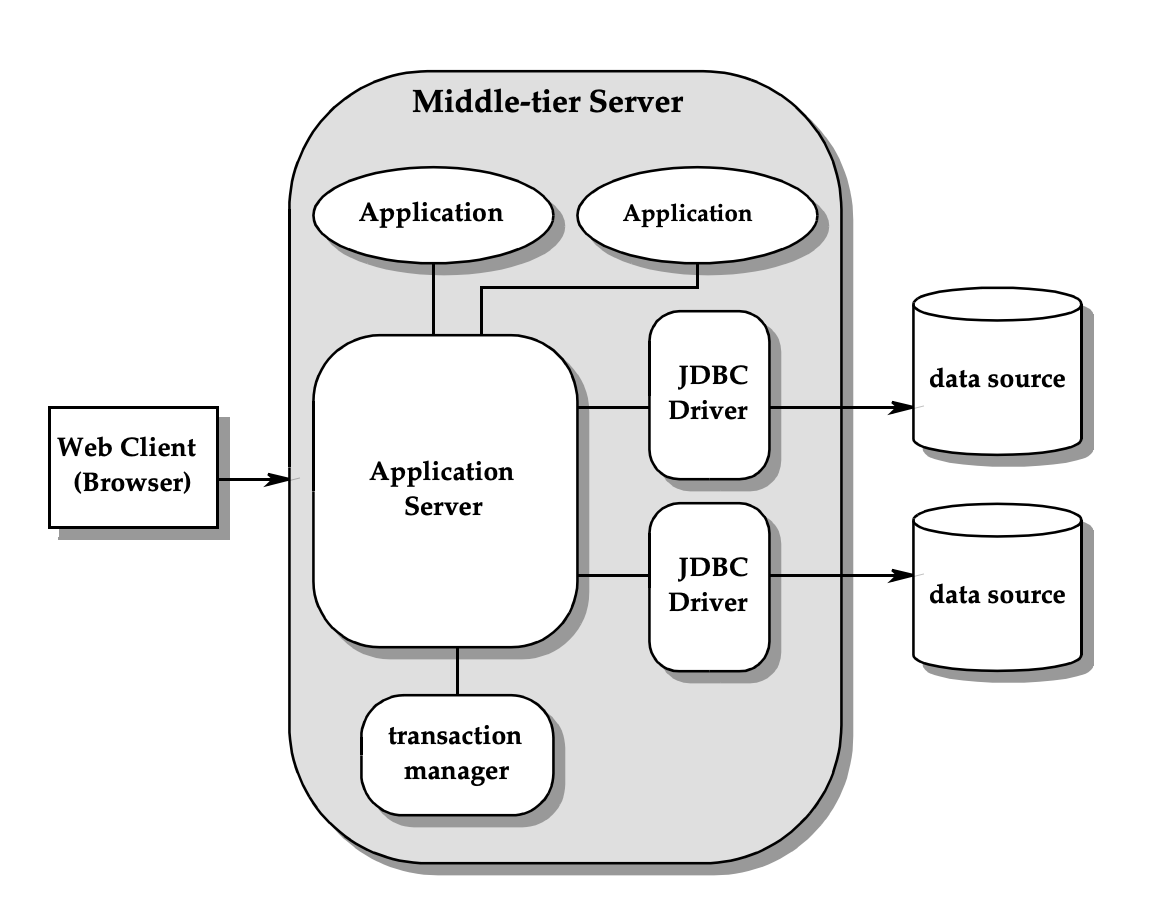 Middle-tier Server
Application
Application
JDBC
Driver
data source
Web Client
(Browser)
Application
Server
JDBC
Driver
data source
transaction
manager